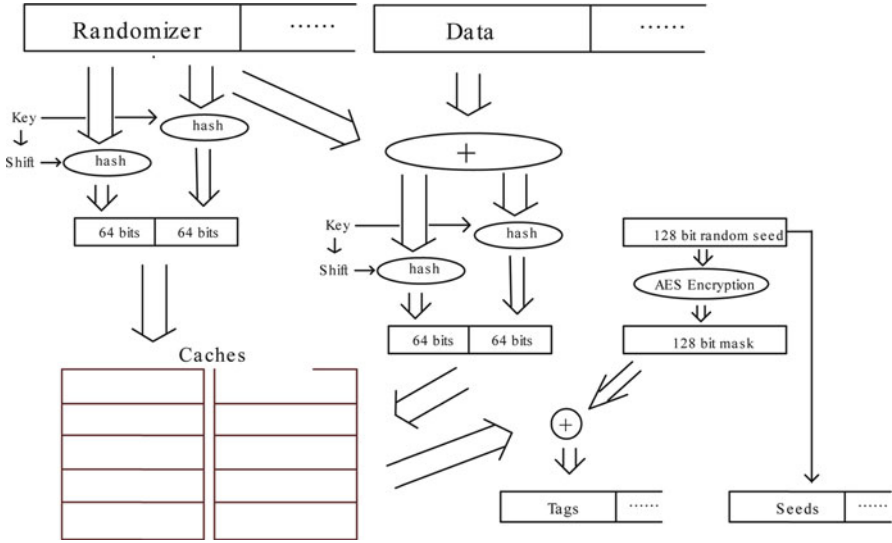 Randomizer ......
Data ......
Key
hash
Shift
hash
64 bits 64 bits
+
Key
hash
Shift
hash
64 bits 64 bits
128 bit random seed
AES Encryption
128 bit mask
Caches
+
Tags ......
Seeds ......